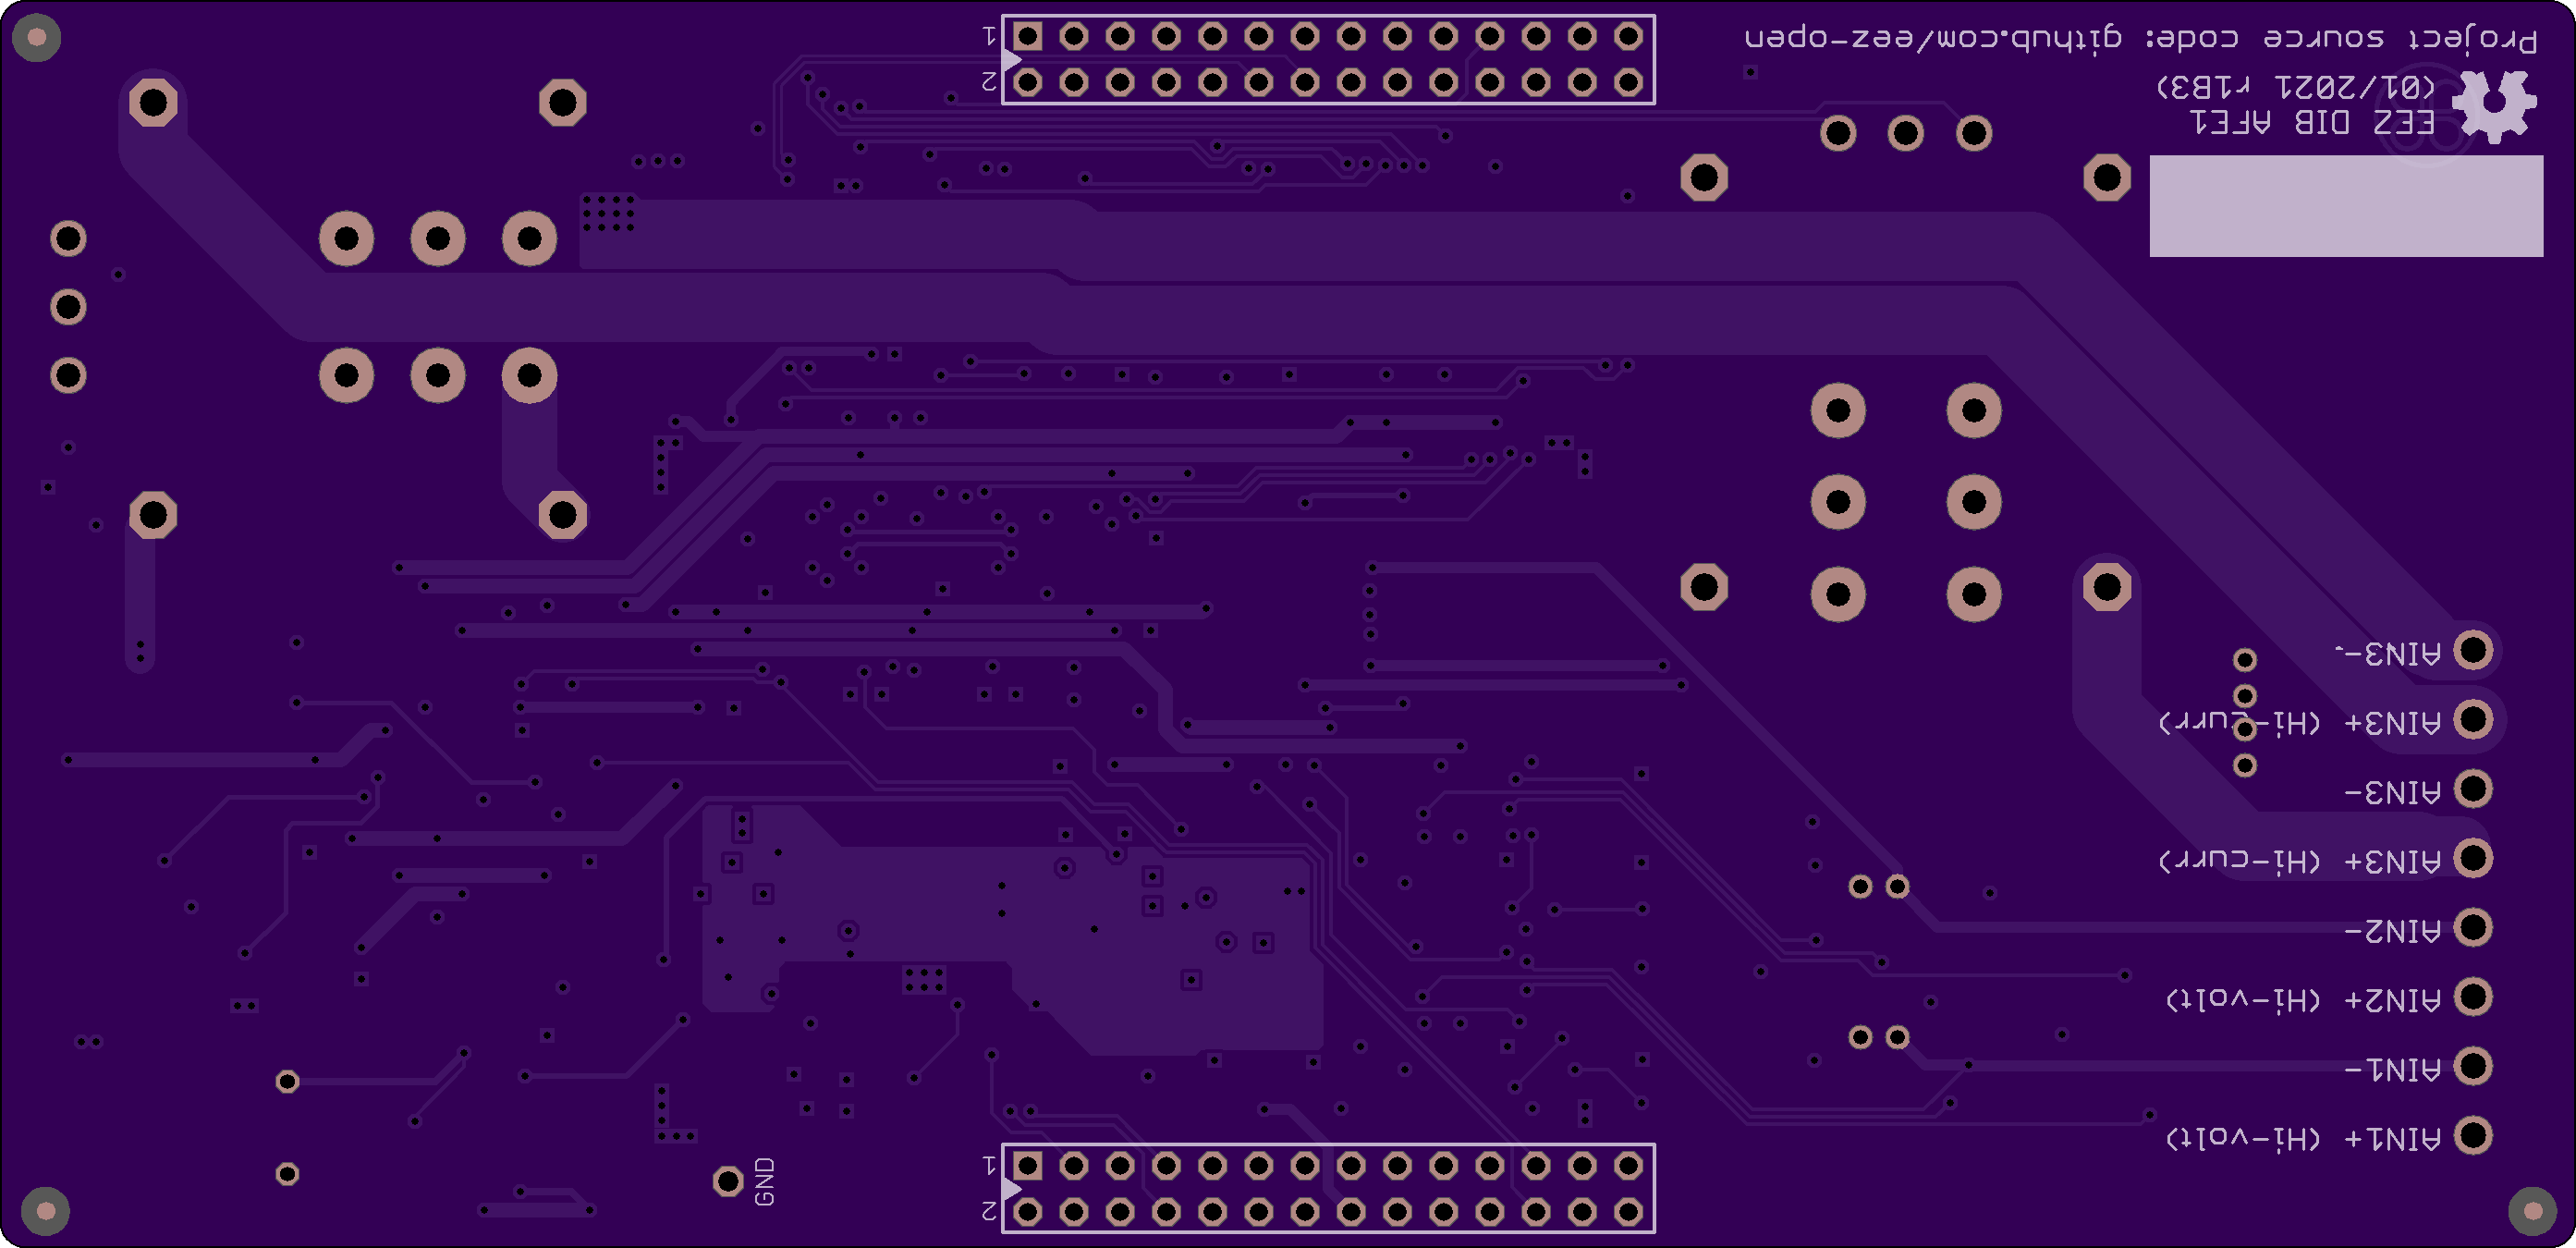 Project source code: github.com/eez-open
(01/2021 r1B3)
EEZ DIB AFE1
1
2
AIN3-
AIN3+ (Hi-curr)
AIN3-
AIN3+ (Hi-curr)
AIN2-
AIN2+ (Hi-volt)
AIN1-
AIN1+ (Hi-volt)
1
2
GND